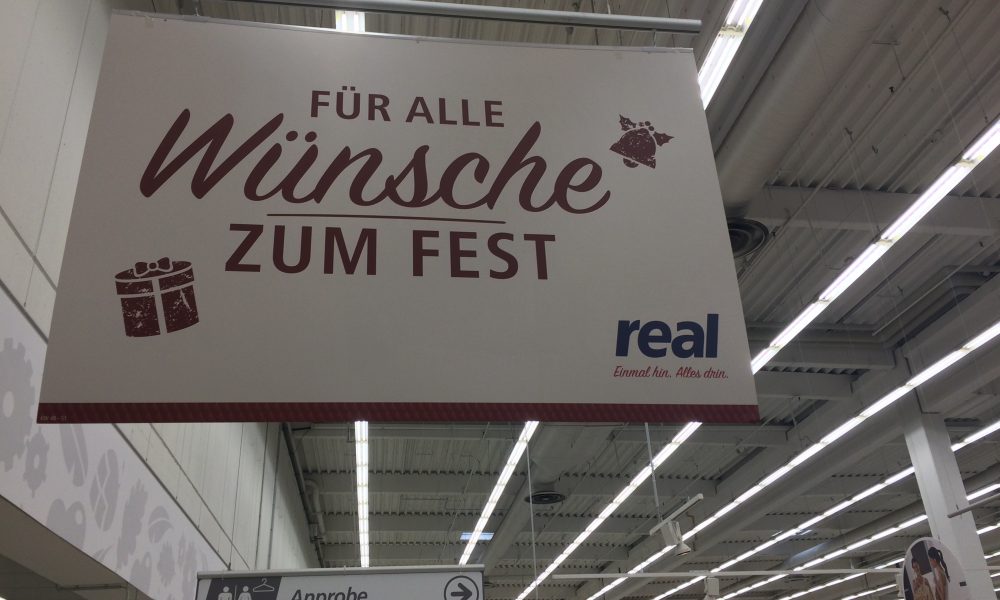 FÜR ALLE
Wünsche
ZUM FEST
real
Einmal hin. Alles drin.
Anprobe